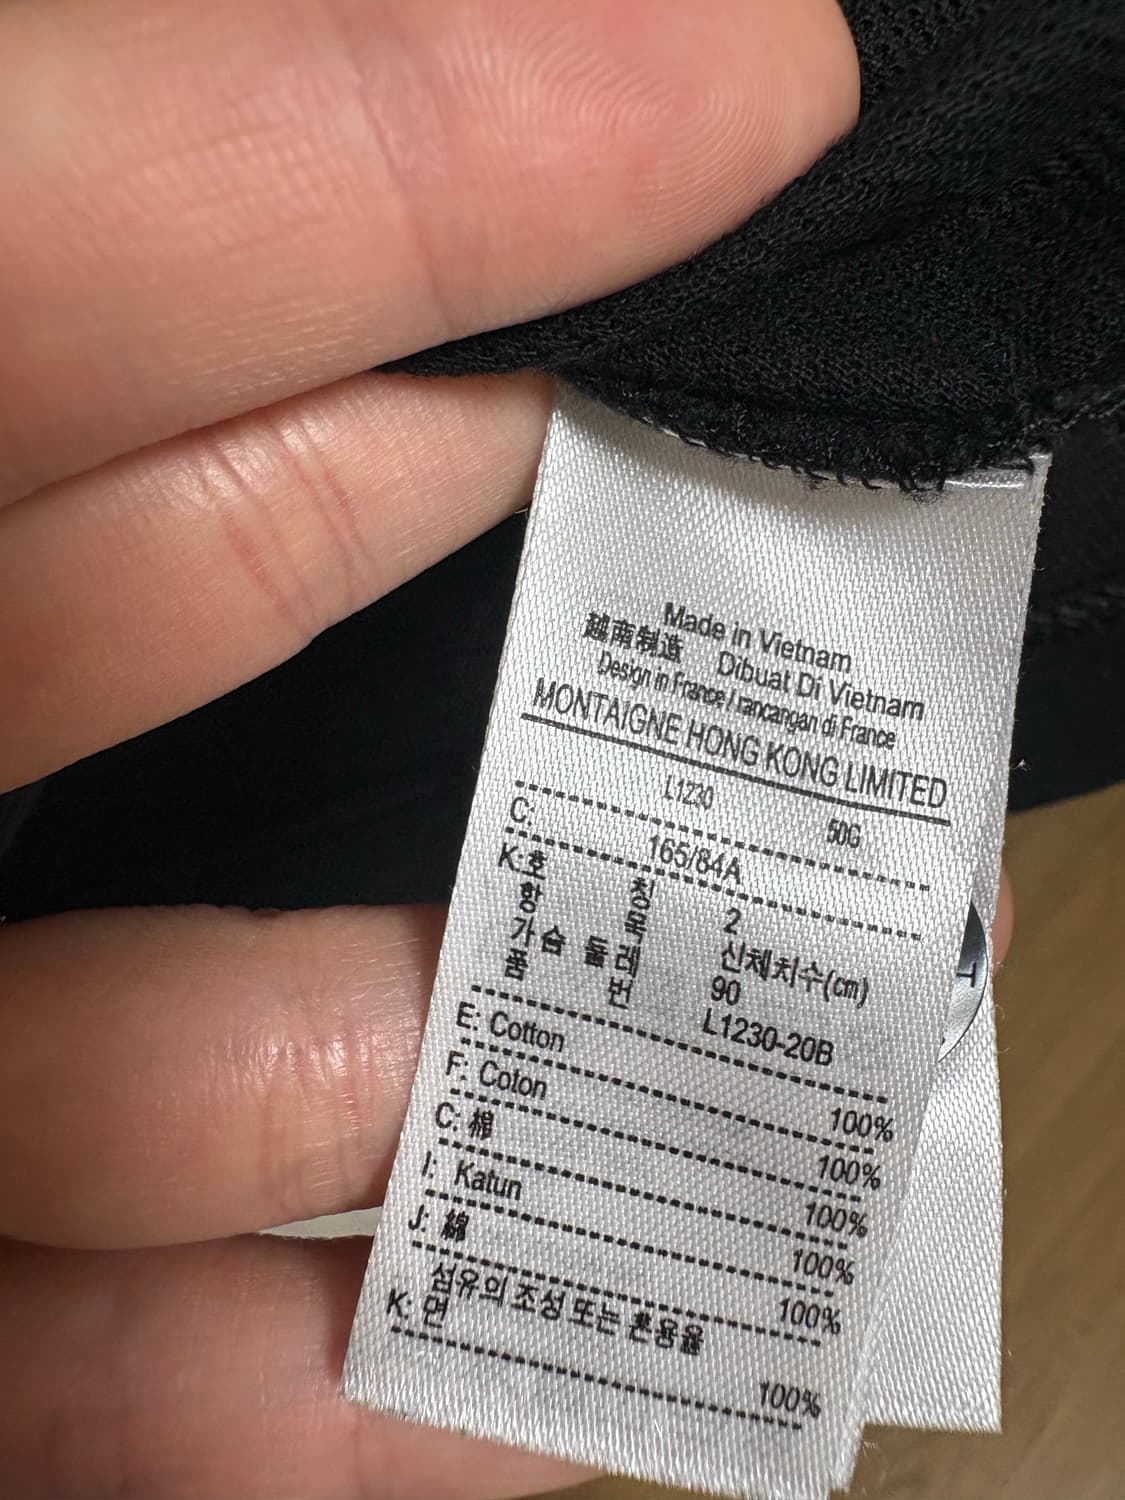 Made in Vietnam
越南制造 Dibuat Di Vietnam
Design in France / rancangan di France
MONTAIGNE HONG KONG LIMITED
L1230 50G
C: 165/84A
K:호 칭 2
항 목 신체치수(cm)
가슴 둘레 90
품 번 L1230-20B
E: Cotton 100%
F: Coton 100%
C: 棉 100%
I: Katun 100%
J: 綿 100%
섬유의 조성 또는 혼용율
K: 면 100%